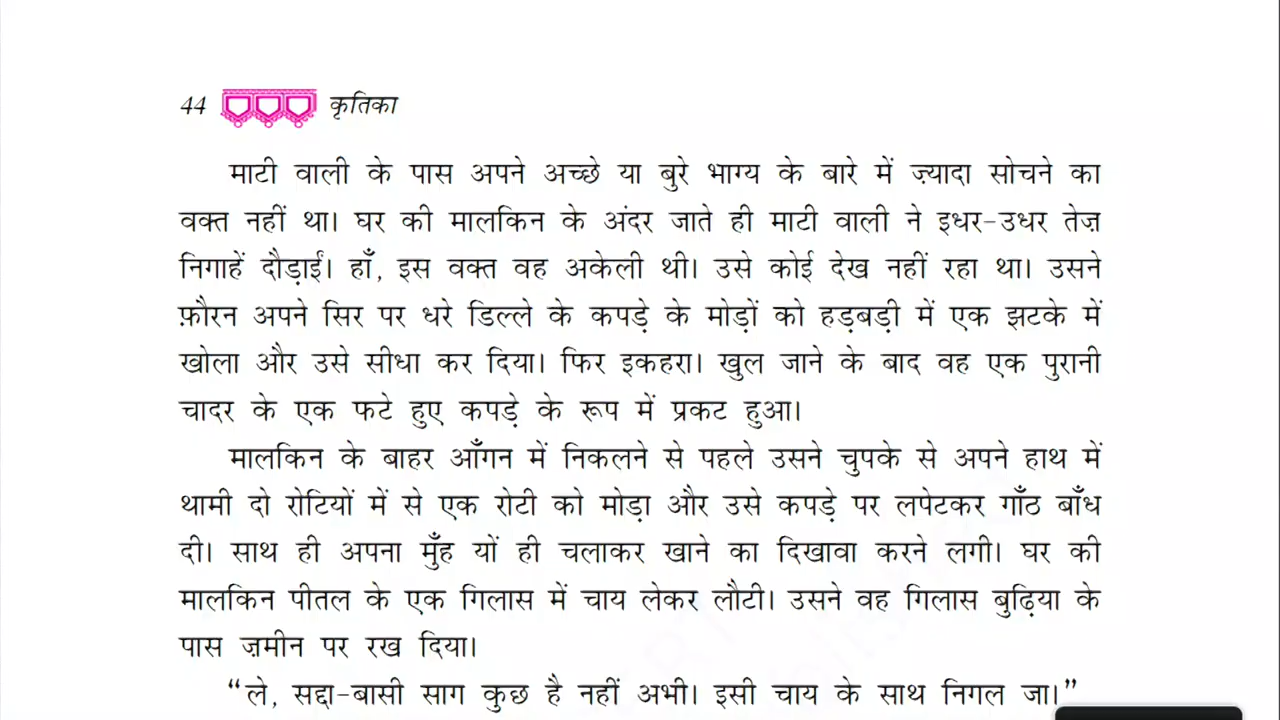 44 कृतिका
माटी वाली के पास अपने अच्छे या बुरे भाग्य के बारे में ज़्यादा सोचने का
वक्त नहीं था। घर की मालकिन के अंदर जाते ही माटी वाली ने इधर-उधर तेज़
निगाहें दौड़ाईं। हाँ, इस वक्त वह अकेली थी। उसे कोई देख नहीं रहा था। उसने
फ़ौरन अपने सिर पर धरे डिल्ले के कपड़े के मोड़ों को हड़बड़ी में एक झटके में
खोला और उसे सीधा कर दिया। फिर इकहरा। खुल जाने के बाद वह एक पुरानी
चादर के एक फटे हुए कपड़े के रूप में प्रकट हुआ।
मालकिन के बाहर आँगन में निकलने से पहले उसने चुपके से अपने हाथ में
थामी दो रोटियों में से एक रोटी को मोड़ा और उसे कपड़े पर लपेटकर गाँठ बाँध
दी। साथ ही अपना मुँह यों ही चलाकर खाने का दिखावा करने लगी। घर की
मालकिन पीतल के एक गिलास में चाय लेकर लौटी। उसने वह गिलास बुढ़िया के
पास ज़मीन पर रख दिया।
“ले, सद्दा-बासी साग कुछ है नहीं अभी। इसी चाय के साथ निगल जा।”